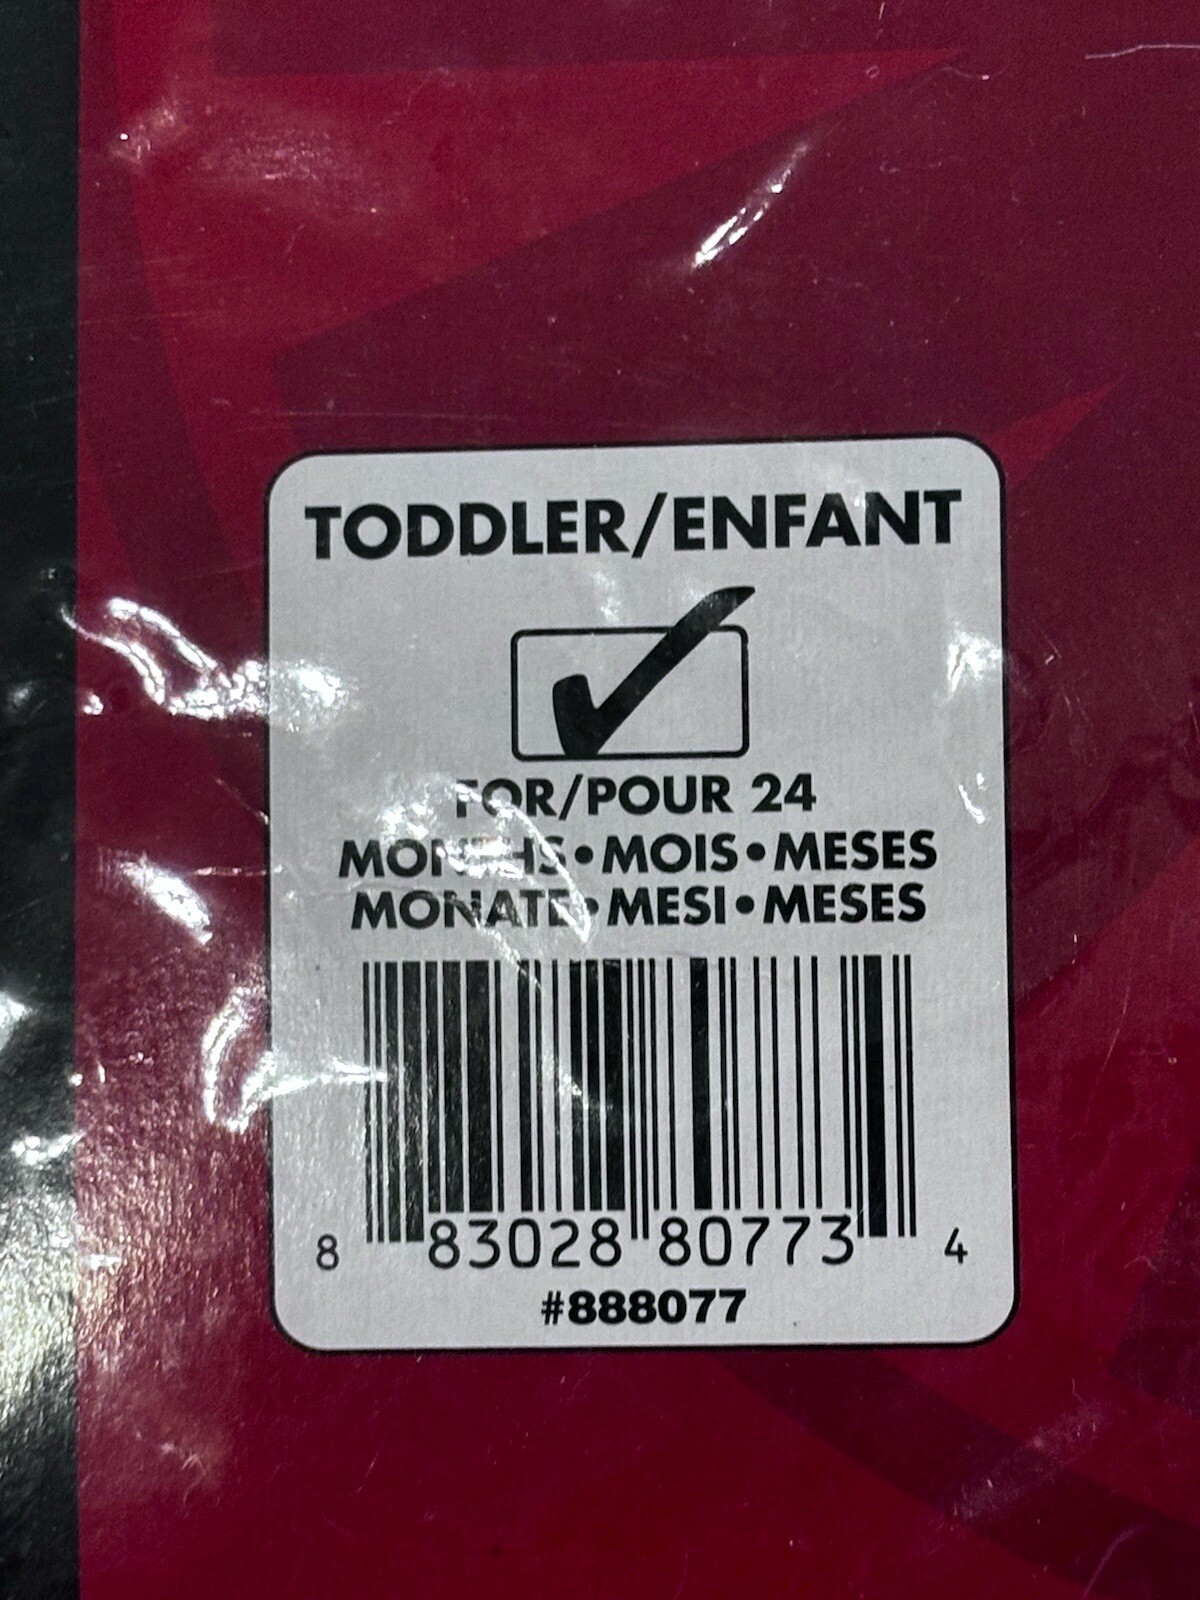 TODDLER/ENFANT
FOR/POUR 24
MONTHS•MOIS•MESES
MONATE•MESI•MESES
8 83028 80773 4
#888077